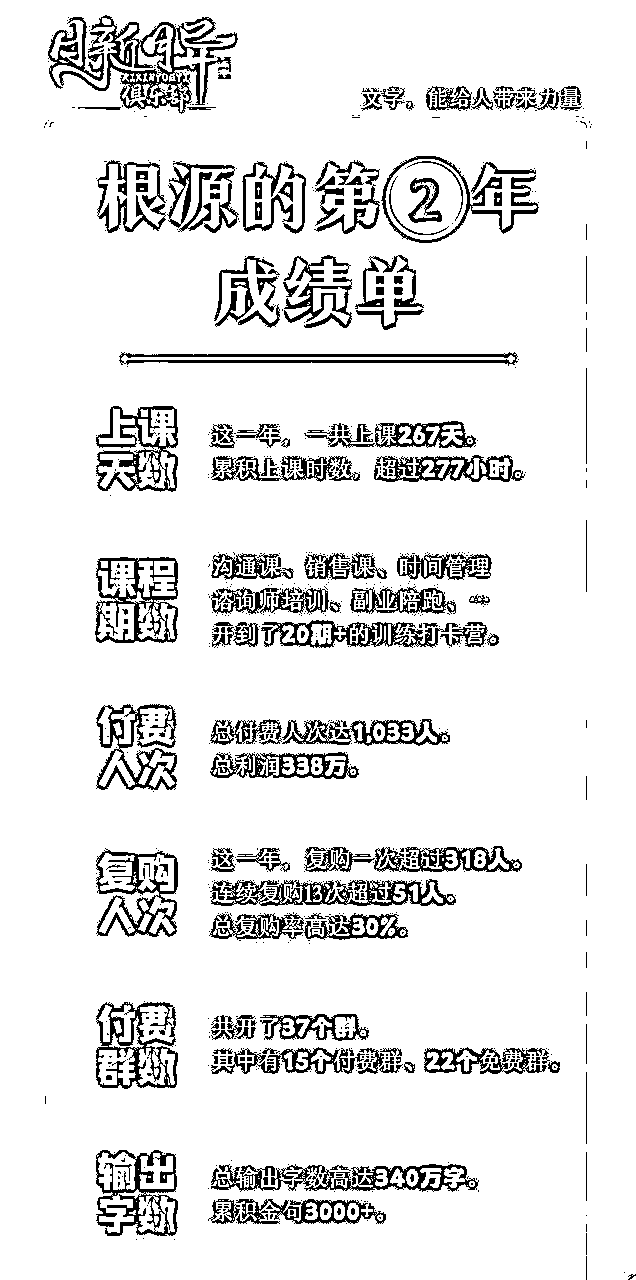 俱乐部
文字，能给人带来力量
根源的第2年
成绩单
上课
天数
这一年，一共上课267天。
累积上课时数，超过277小时。
课程
期数
沟通课、销售课、时间管理
咨询师培训、副业陪跑、…
开到了20期+的训练打卡营。
付费
人次
总付费人次达1,033人。
总利润338万。
复购
人次
这一年，复购一次超过318人。
连续复购13次超过51人。
总复购率高达30%。
付费
群数
共开了37个群。
其中有15个付费群、22个免费群。
输出
字数
总输出字数高达340万字。
累积金句3000+。